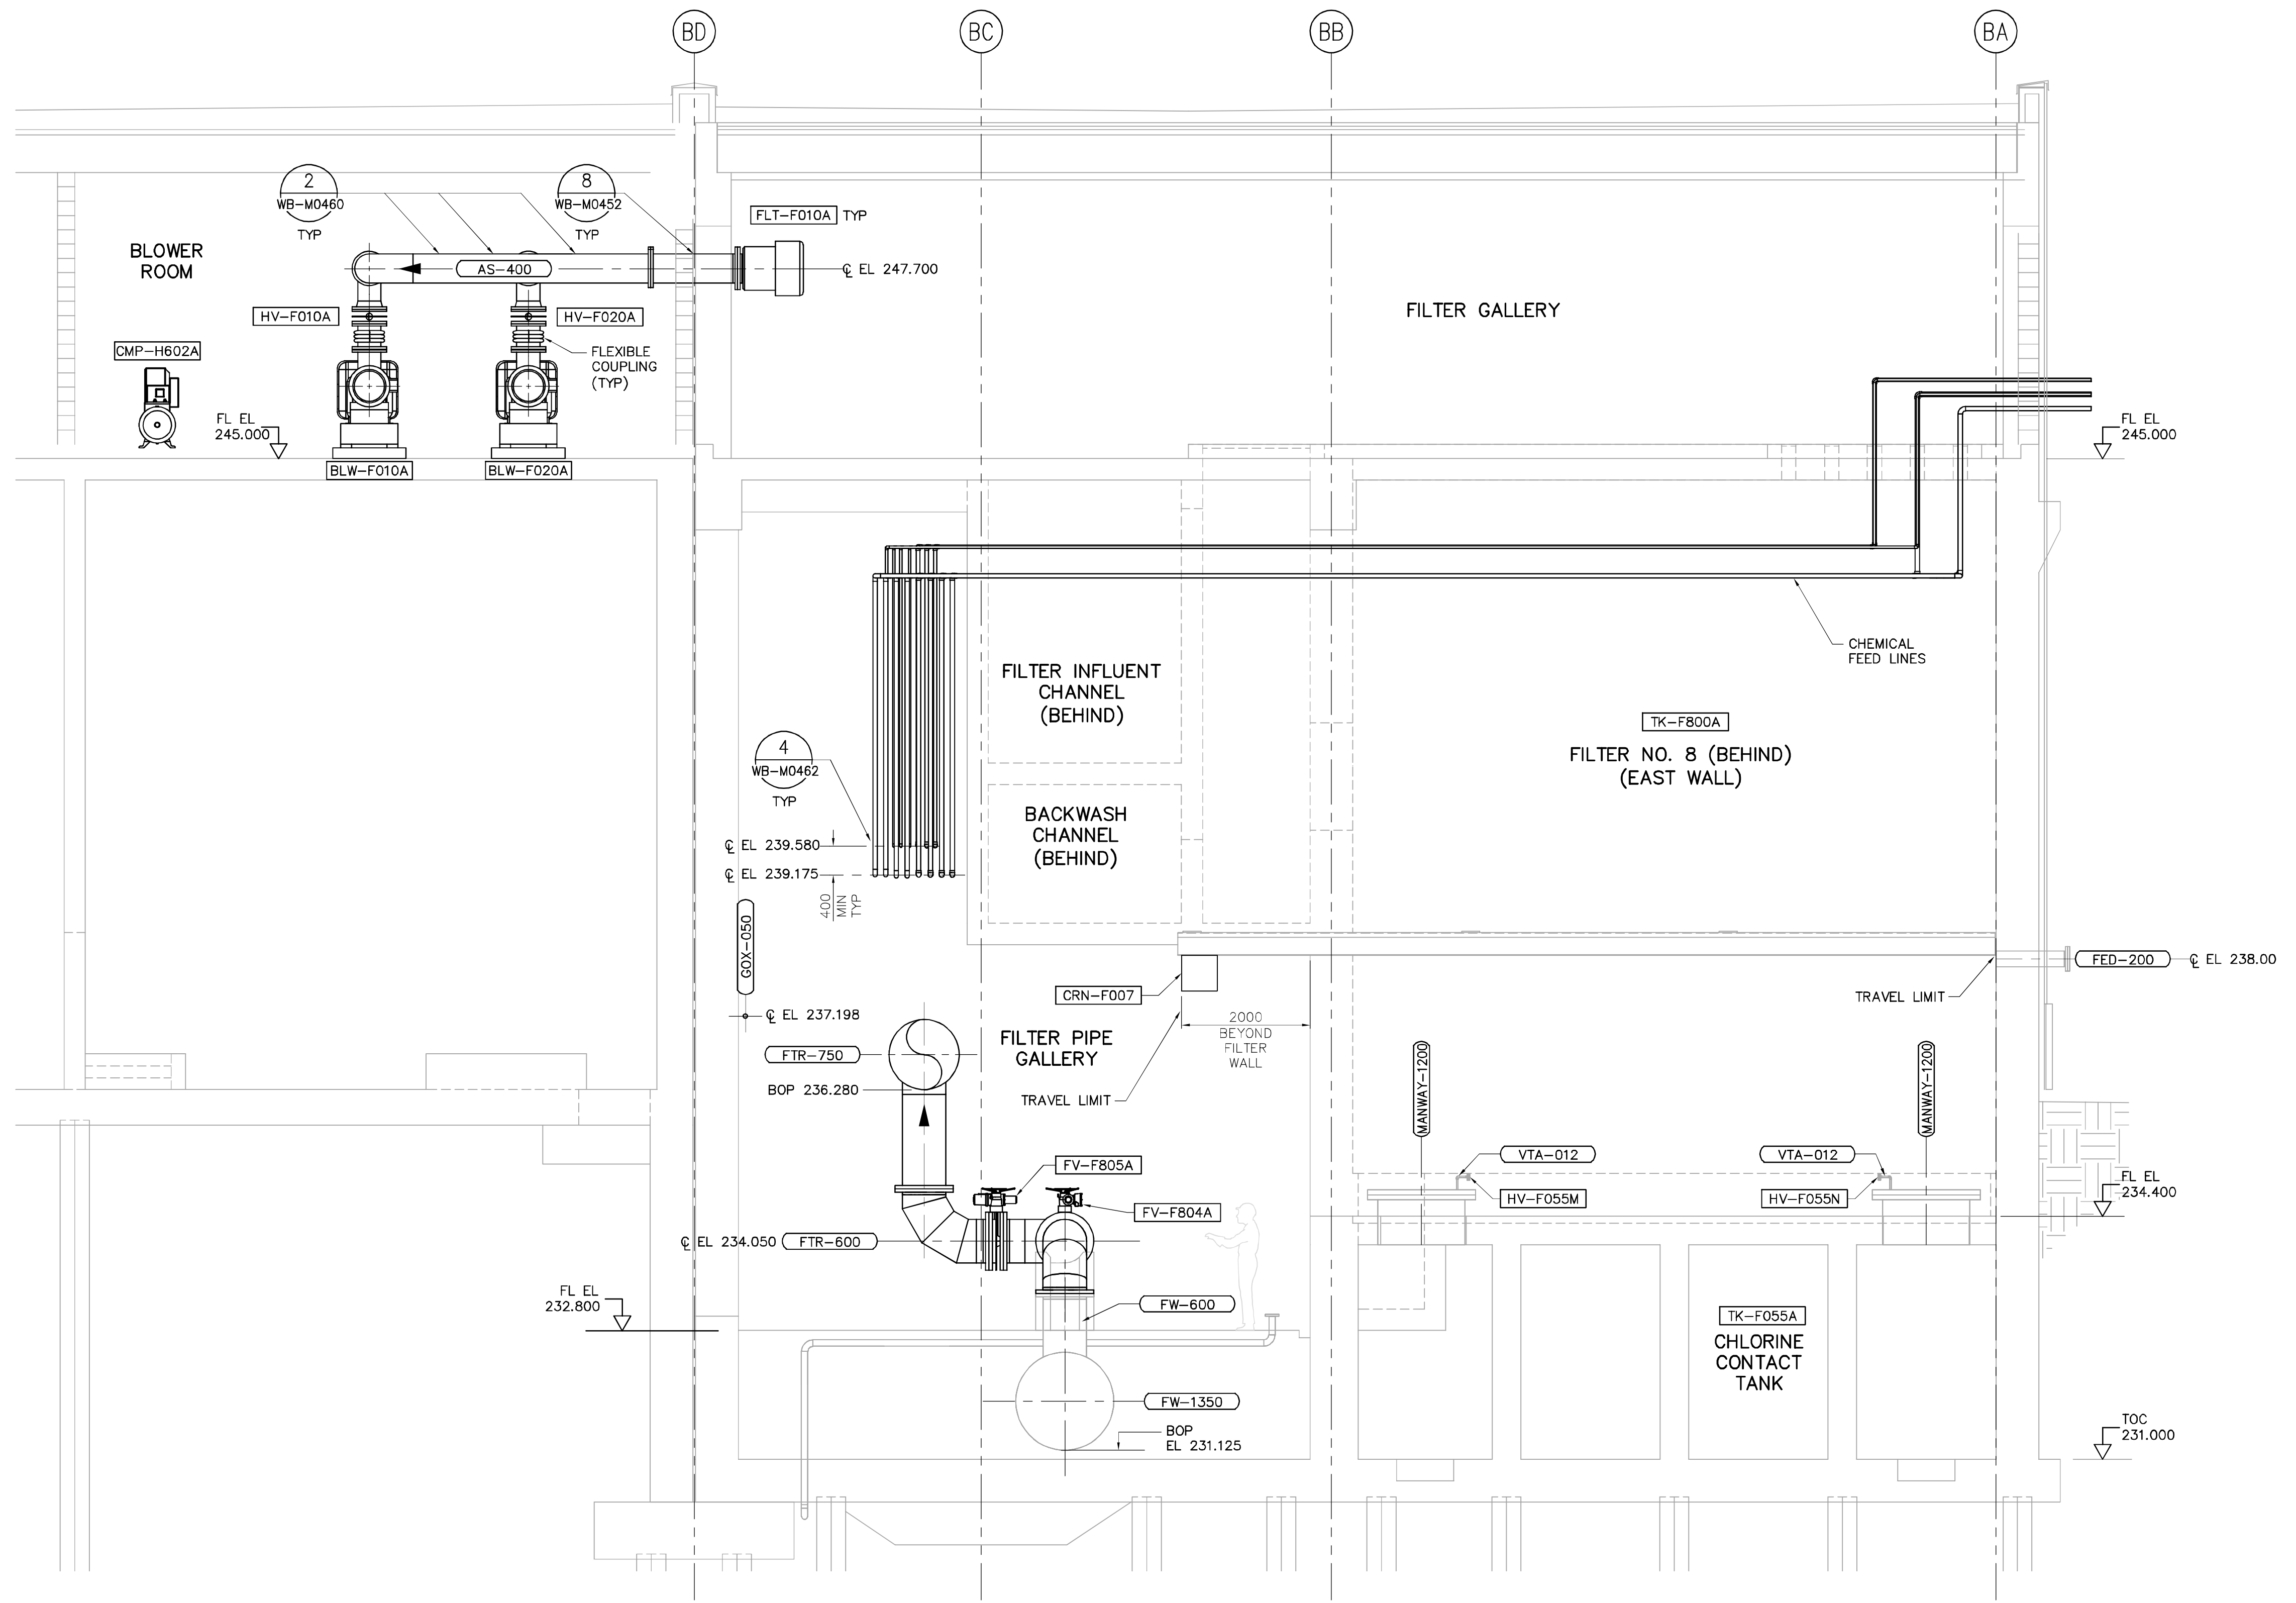 BD
BC
BB
BA
2
WB-M0460
TYP
8
WB-M0452
TYP
FLT-F010A TYP
BLOWER
ROOM
AS-400
℄ EL 247.700
HV-F010A
HV-F020A
FILTER GALLERY
CMP-H602A
FLEXIBLE
COUPLING
(TYP)
FL EL
245.000
FL EL
245.000
BLW-F010A
BLW-F020A
CHEMICAL
FEED LINES
FILTER INFLUENT
CHANNEL
(BEHIND)
TK-F800A
FILTER NO. 8 (BEHIND)
(EAST WALL)
4
WB-M0462
TYP
BACKWASH
CHANNEL
(BEHIND)
℄ EL 239.580
℄ EL 239.175
400
MIN
TYP
GOX-050
FED-200
℄ EL 238.00
CRN-F007
TRAVEL LIMIT
℄ EL 237.198
2000
BEYOND
FILTER
WALL
FILTER PIPE
GALLERY
FTR-750
BOP 236.280
TRAVEL LIMIT
MANWAY-1200
MANWAY-1200
VTA-012
VTA-012
FV-F805A
HV-F055M
HV-F055N
FL EL
234.400
FV-F804A
℄ EL 234.050
FTR-600
FL EL
232.800
FW-600
TK-F055A
CHLORINE
CONTACT
TANK
FW-1350
BOP
EL 231.125
TOC
231.000